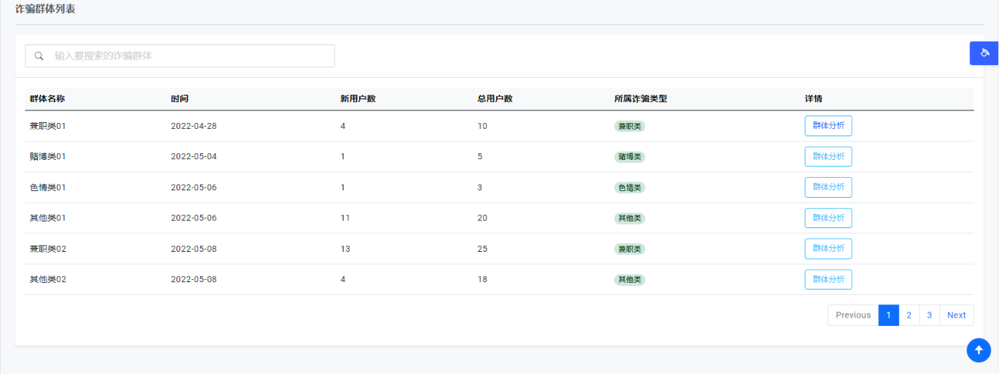 诈骗群体列表
输入要搜索的诈骗群体
群体名称 时间 新用户数 总用户数 所属诈骗类型 详情
兼职类01 2022-04-28 4 10 兼职类 群体分析
赌博类01 2022-05-04 1 5 赌博类 群体分析
色情类01 2022-05-06 1 3 色情类 群体分析
其他类01 2022-05-06 11 20 其他类 群体分析
兼职类02 2022-05-08 13 25 兼职类 群体分析
其他类02 2022-05-08 4 18 其他类 群体分析
Previous 1 2 3 Next